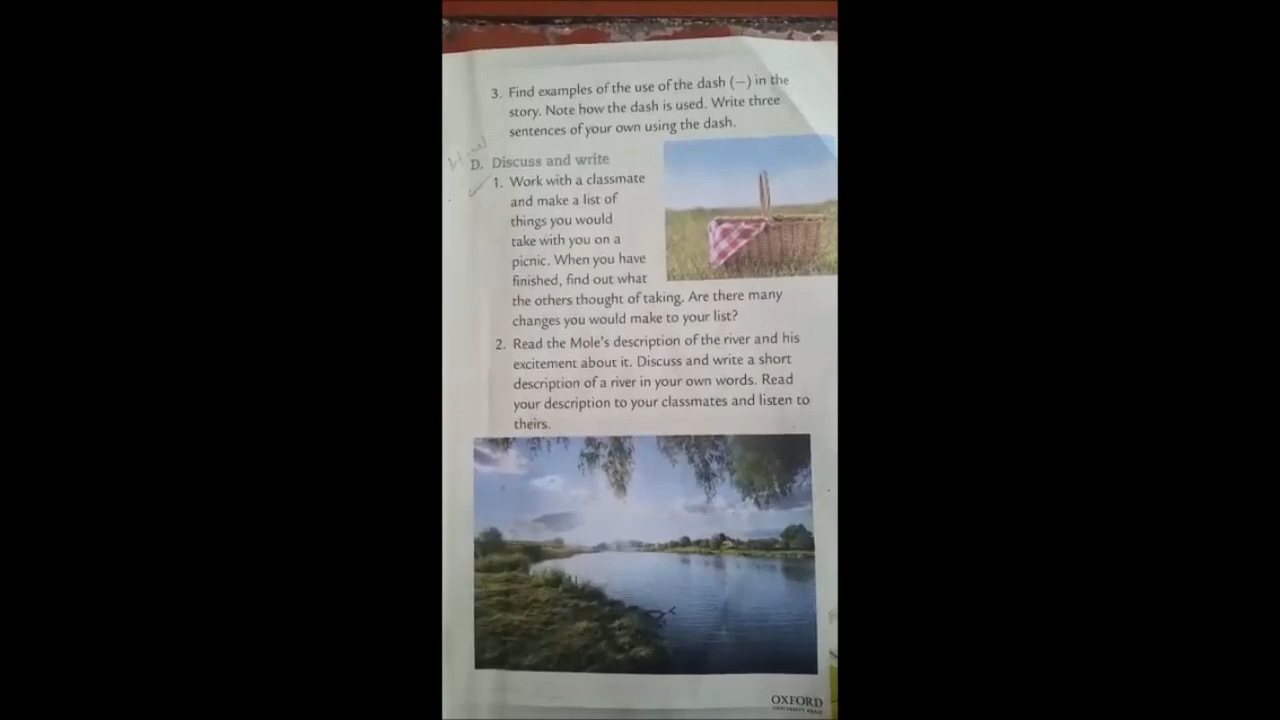 3. Find examples of the use of the dash (—) in the
story. Note how the dash is used. Write three
sentences of your own using the dash.
D. Discuss and write
1. Work with a classmate
and make a list of
things you would
take with you on a
picnic. When you have
finished, find out what
the others thought of taking. Are there many
changes you would make to your list?
2. Read the Mole's description of the river and his
excitement about it. Discuss and write a short
description of a river in your own words. Read
your description to your classmates and listen to
theirs.
OXFORD
UNIVERSITY PRESS